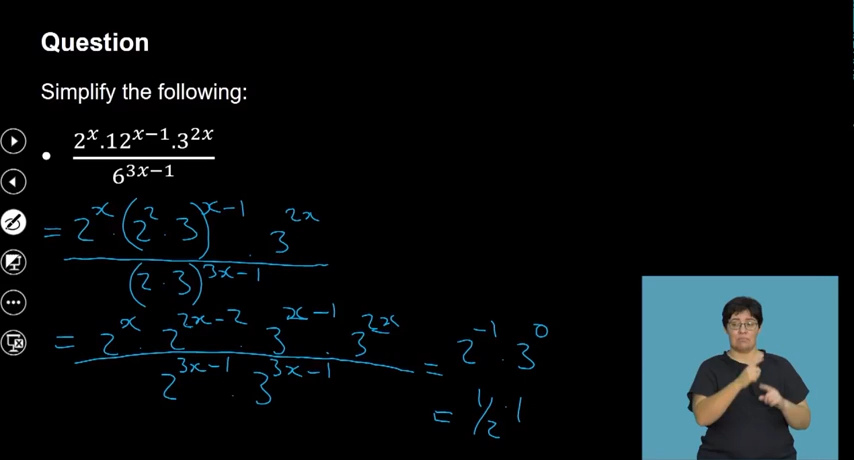 Question
Simplify the following:
• 2^x.12^{x−1}.3^{2x} / 6^{3x−1}
= 2^x . (2^2 . 3)^{x−1} . 3^{2x} / (2 . 3)^{3x−1}
= 2^x . 2^{2x−2} . 3^{x−1} . 3^{2x} / 2^{3x−1} . 3^{3x−1} = 2^{−1} . 3^0
= 1/2 . 1